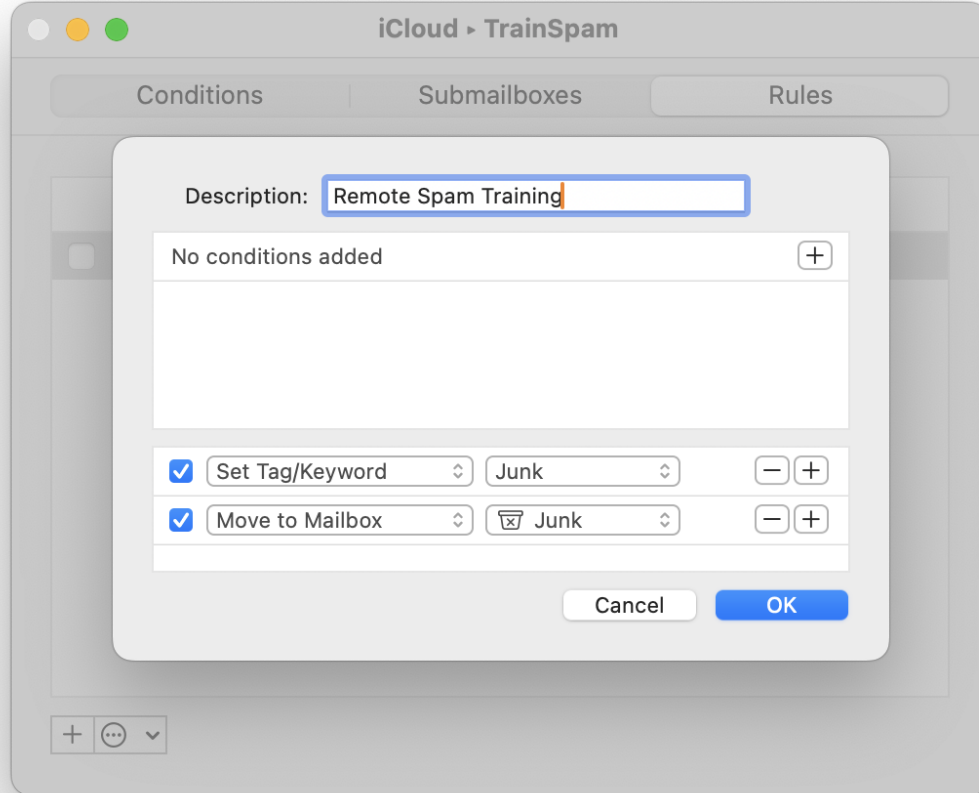 iCloud ▸ TrainSpam
Conditions Submailboxes Rules
Description: Remote Spam Training
No conditions added
Set Tag/Keyword Junk
Move to Mailbox Junk
Cancel OK